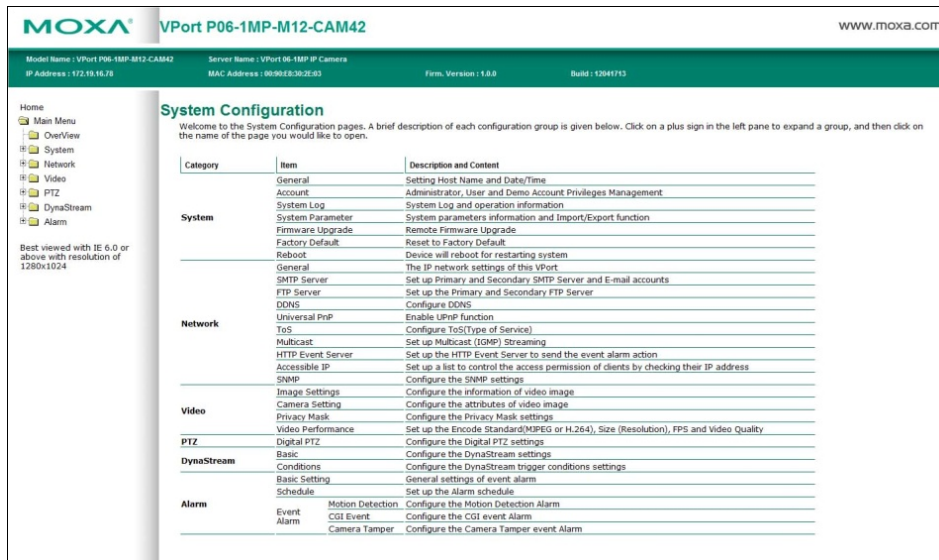 MOXA® VPort P06-1MP-M12-CAM42 www.moxa.com
Model Name : VPort P06-1MP-M12-CAM42 Server Name : VPort 06-1MP IP Camera
IP Address : 172.19.16.78 MAC Address : 00:90:E8:30:2E:03 Firm. Version : 1.0.0 Build : 12041713
Home
Main Menu
OverView
System
Network
Video
PTZ
DynaStream
Alarm
Best viewed with IE 6.0 or
above with resolution of
1280x1024
System Configuration
Welcome to the System Configuration pages. A brief description of each configuration group is given below. Click on a plus sign in the left pane to expand a group, and then click on
the name of the page you would like to open.
Category Item Description and Content
System
General Setting Host Name and Date/Time
Account Administrator, User and Demo Account Privileges Management
System Log System Log and operation information
System Parameter System parameters information and Import/Export function
Firmware Upgrade Remote Firmware Upgrade
Factory Default Reset to Factory Default
Reboot Device will reboot for restarting system
Network
General The IP network settings of this VPort
SMTP Server Set up Primary and Secondary SMTP Server and E-mail accounts
FTP Server Set up the Primary and Secondary FTP Server
DDNS Configure DDNS
Universal PnP Enable UPnP function
ToS Configure ToS(Type of Service)
Multicast Set up Multicast (IGMP) Streaming
HTTP Event Server Set up the HTTP Event Server to send the event alarm action
Accessible IP Set up a list to control the access permission of clients by checking their IP address
SNMP Configure the SNMP settings
Video
Image Settings Configure the information of video image
Camera Setting Configure the attributes of video image
Privacy Mask Configure the Privacy Mask settings
Video Performance Set up the Encode Standard(MJPEG or H.264), Size (Resolution), FPS and Video Quality
PTZ Digital PTZ Configure the Digital PTZ settings
DynaStream
Basic Configure the DynaStream settings
Conditions Configure the DynaStream trigger conditions settings
Alarm
Basic Setting General settings of event alarm
Schedule Set up the Alarm schedule
Event
Alarm
Motion Detection Configure the Motion Detection Alarm
CGI Event Configure the CGI event Alarm
Camera Tamper Configure the Camera Tamper event Alarm